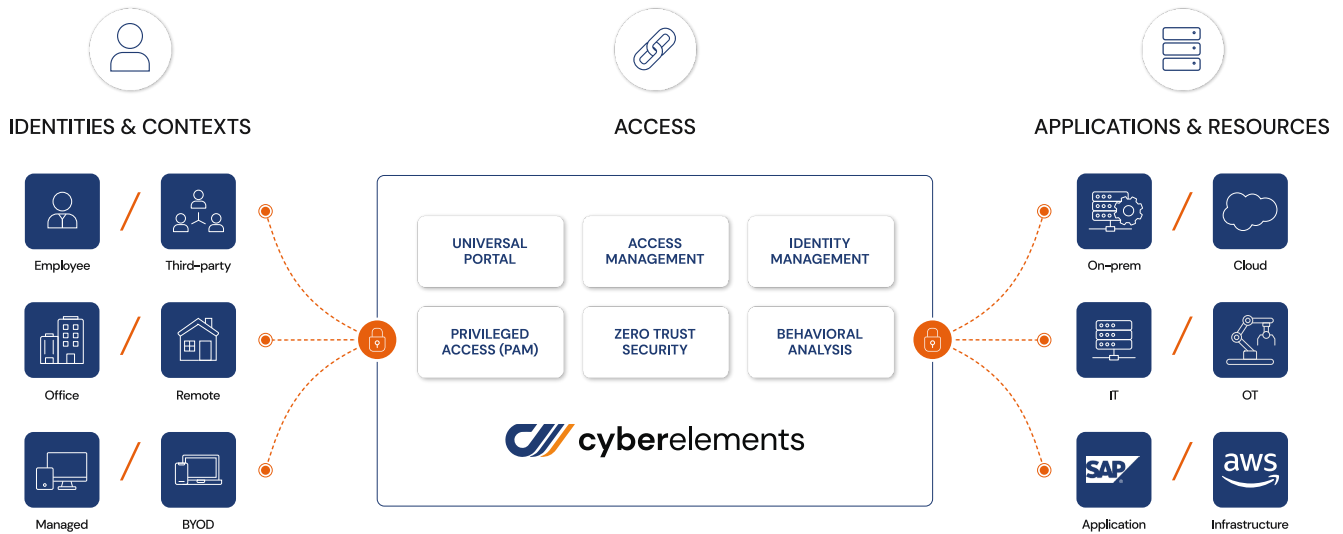 IDENTITIES & CONTEXTS
ACCESS
APPLICATIONS & RESOURCES
Employee
Third-party
Office
Remote
Managed
BYOD
UNIVERSAL
PORTAL
ACCESS
MANAGEMENT
IDENTITY
MANAGEMENT
PRIVILEGED
ACCESS (PAM)
ZERO TRUST
SECURITY
BEHAVIORAL
ANALYSIS
cyberelements
On-prem
Cloud
IT
OT
SAP
aws
Application
Infrastructure